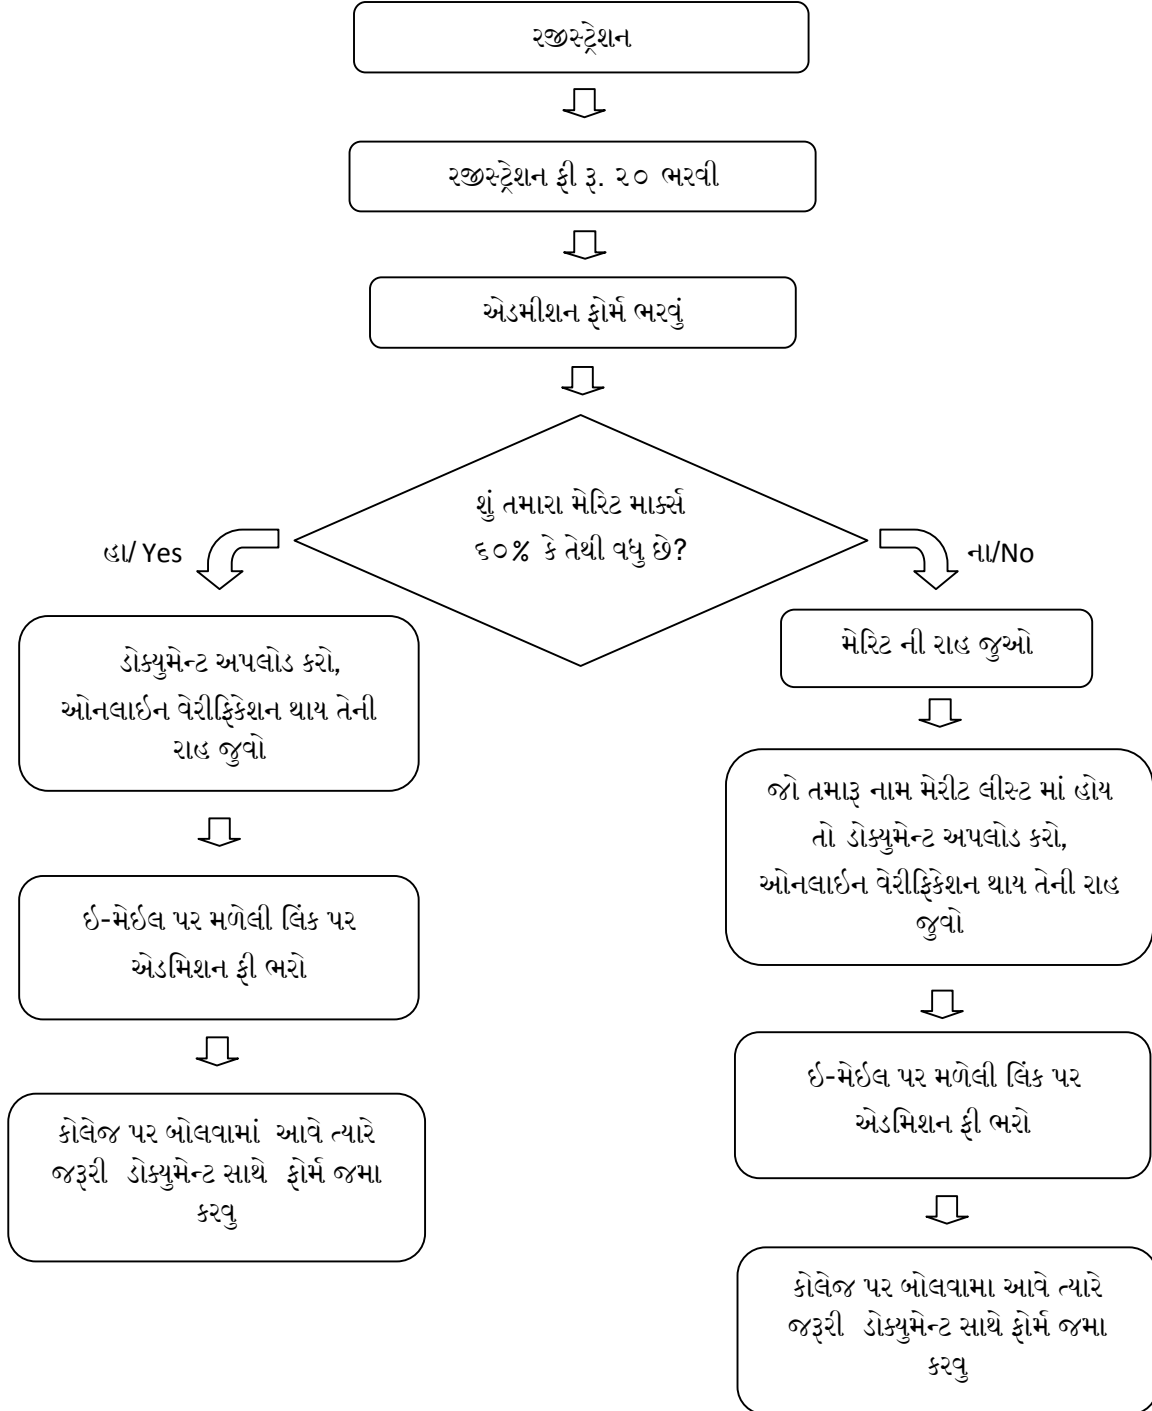 રજીસ્ટ્રેશન
રજીસ્ટ્રેશન ફી રૂ. ૨૦ ભરવી
એડમીશન ફોર્મ ભરવું
શું તમારા મેરિટ માર્ક્સ
૬૦% કે તેથી વધુ છે?
હા/ Yes
ડોક્યુમેન્ટ અપલોડ કરો,
ઓનલાઇન વેરીફિકેશન થાય તેની
રાહ જુવો
ઇ-મેઇલ પર મળેલી લિંક પર
એડમિશન ફી ભરો
કોલેજ પર બોલવામાં આવે ત્યારે
જરૂરી ડોક્યુમેન્ટ સાથે ફોર્મ જમા
કરવુ
ના/No
મેરિટ ની રાહ જુઓ
જો તમારૂ નામ મેરીટ લીસ્ટ માં હોય
તો ડોક્યુમેન્ટ અપલોડ કરો,
ઓનલાઇન વેરીફિકેશન થાય તેની રાહ
જુવો
ઇ-મેઇલ પર મળેલી લિંક પર
એડમિશન ફી ભરો
કોલેજ પર બોલવામા આવે ત્યારે
જરૂરી ડોક્યુમેન્ટ સાથે ફોર્મ જમા
કરવુ